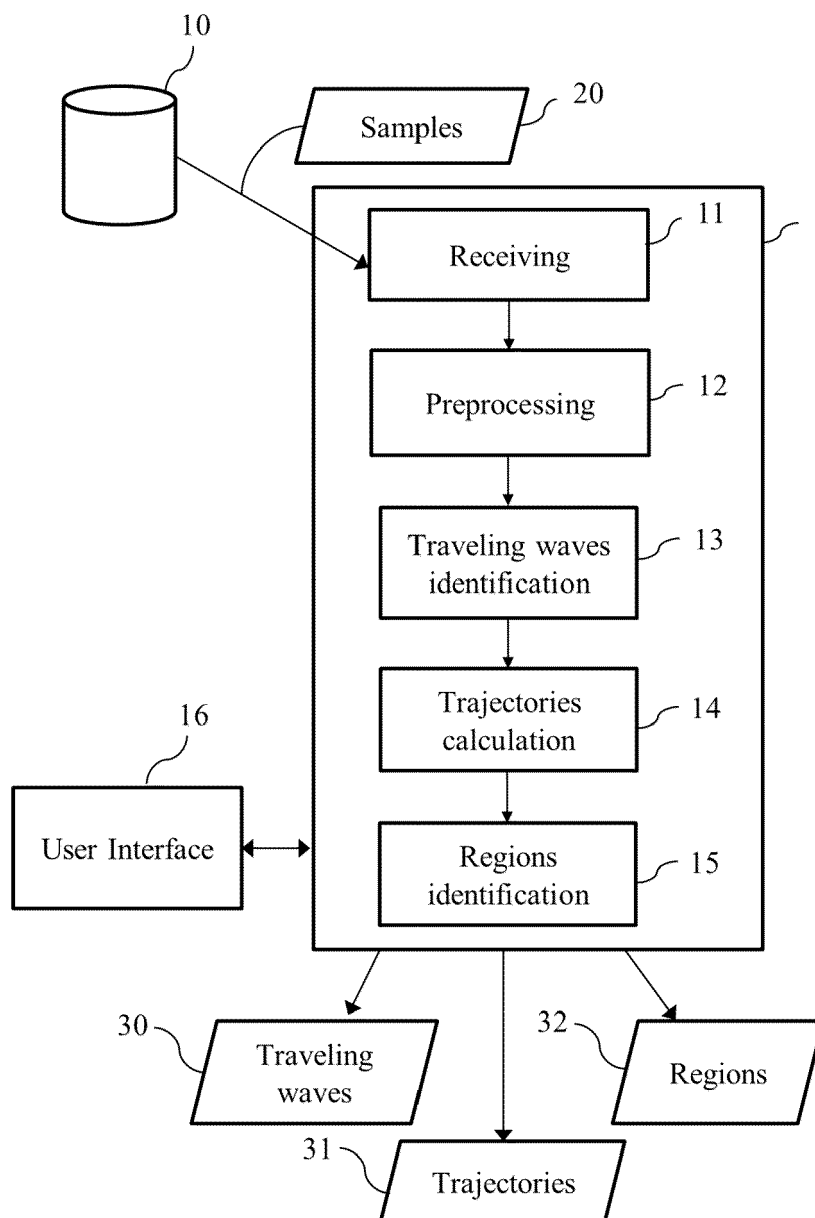 10
20
Samples
11
Receiving
12
Preprocessing
Traveling waves
identification
13
Trajectories
calculation
14
16
User Interface
Regions
identification
15
30
Traveling
waves
32
Regions
31
Trajectories